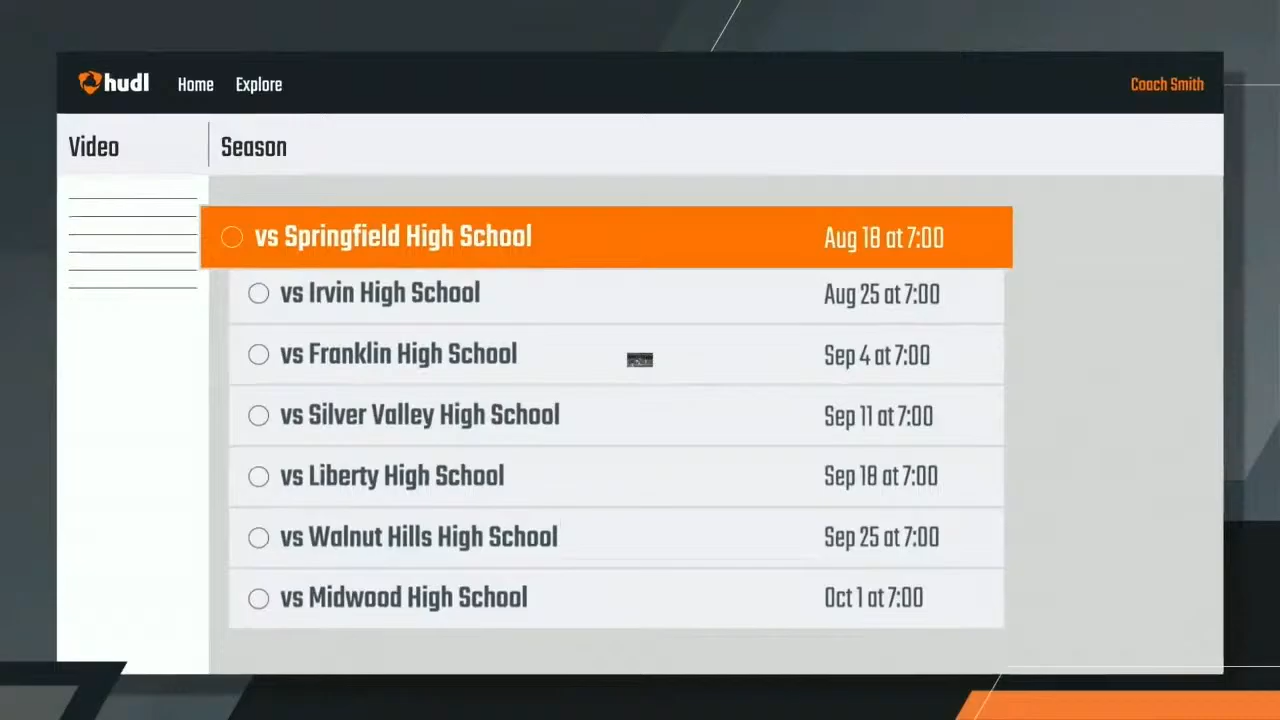 hudl Home Explore Coach Smith
Video Season
vs Springfield High School Aug 18 at 7:00
vs Irvin High School Aug 25 at 7:00
vs Franklin High School Sep 4 at 7:00
vs Silver Valley High School Sep 11 at 7:00
vs Liberty High School Sep 18 at 7:00
vs Walnut Hills High School Sep 25 at 7:00
vs Midwood High School Oct 1 at 7:00